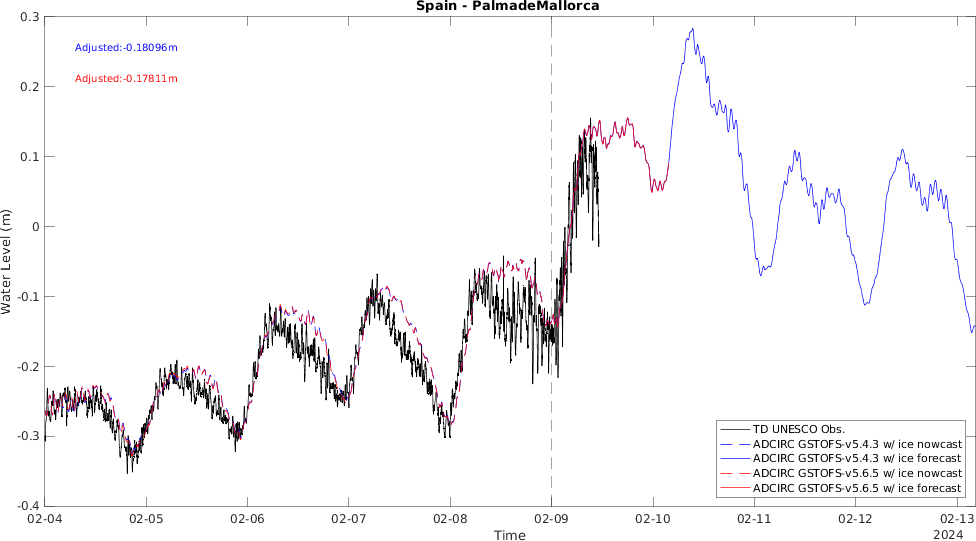 Spain - PalmadeMallorca
Adjusted:-0.18096m
Adjusted:-0.17811m
Water Level (m)
0.3
0.2
0.1
0
-0.1
-0.2
-0.3
-0.4
TD UNESCO Obs.
ADCIRC GSTOFS-v5.4.3 w/ ice nowcast
ADCIRC GSTOFS-v5.4.3 w/ ice forecast
ADCIRC GSTOFS-v5.6.5 w/ ice nowcast
ADCIRC GSTOFS-v5.6.5 w/ ice forecast
02-04 02-05 02-06 02-07 02-08 02-09 02-10 02-11 02-12 02-13
Time
2024